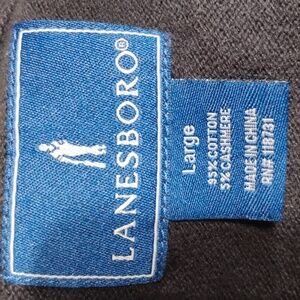 LANESBORO®
Large
95% COTTON
5% CASHMERE
MADE IN CHINA
RN# 118731